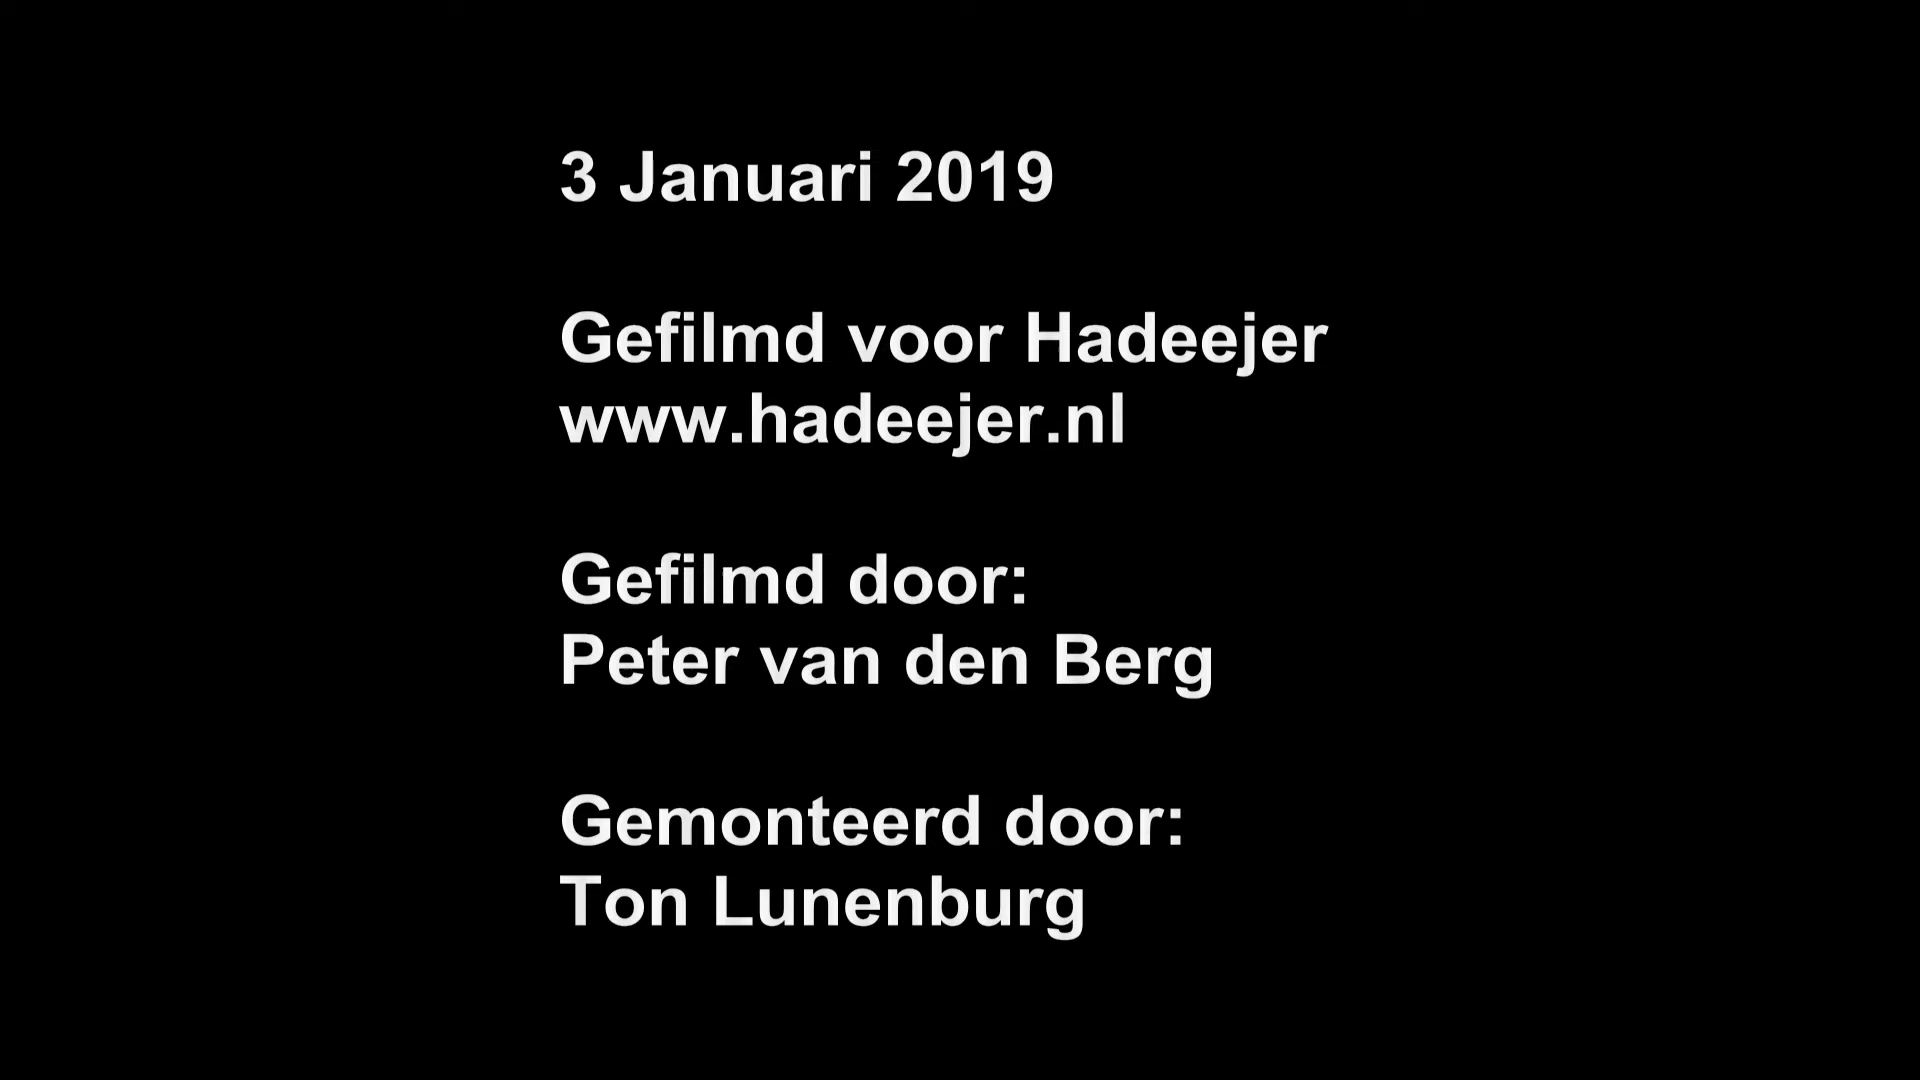 3 Januari 2019
Gefilmd voor Hadeejer
www.hadeejer.nl
Gefilmd door:
Peter van den Berg
Gemonteerd door:
Ton Lunenburg